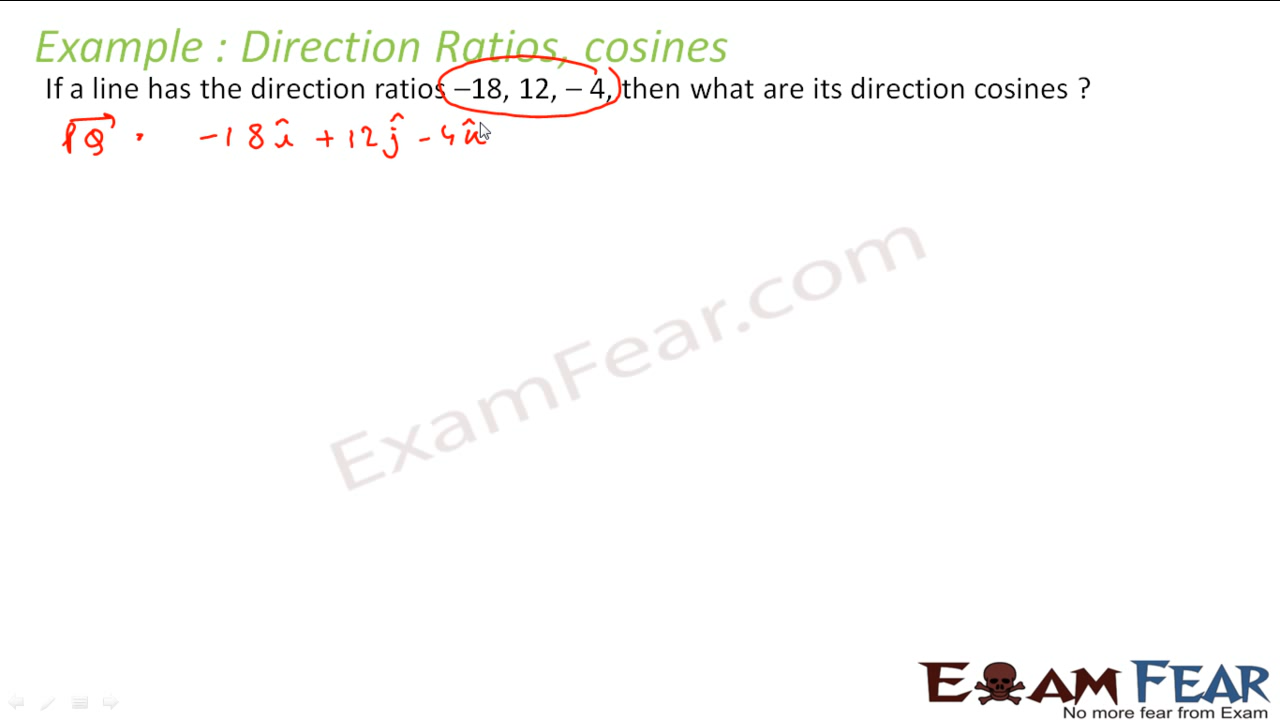 Example : Direction Ratios, cosines
If a line has the direction ratios –18, 12, – 4, then what are its direction cosines ?
PQ = -18î + 12ĵ - 4k̂
ExamFear.com
EXAM FEAR
No more fear from Exam